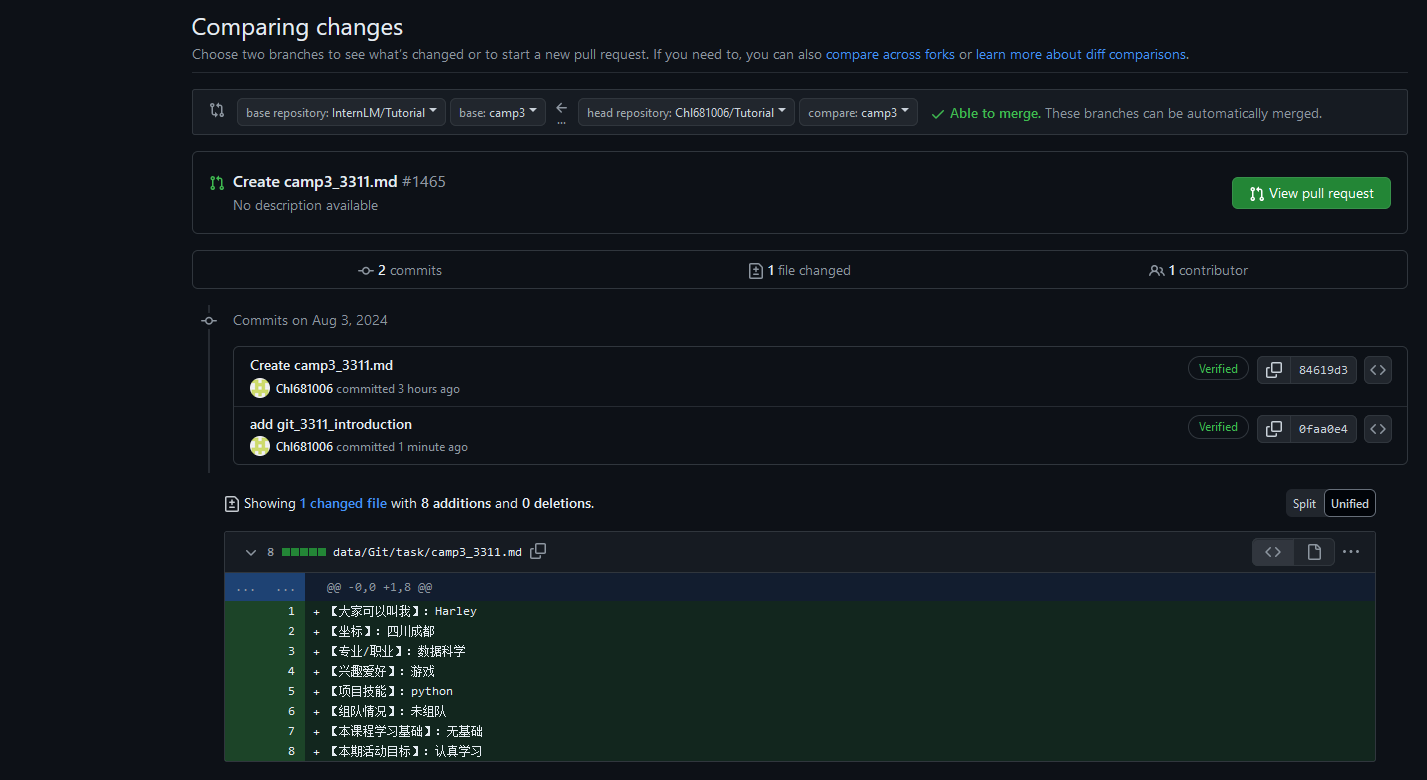 Comparing changes
Choose two branches to see what's changed or to start a new pull request. If you need to, you can also compare across forks or learn more about diff comparisons.
base repository: InternLM/Tutorial base: camp3 ← ... head repository: Chl681006/Tutorial compare: camp3 ✓ Able to merge. These branches can be automatically merged.
Create camp3_3311.md #1465
No description available
View pull request
2 commits 1 file changed 1 contributor
Commits on Aug 3, 2024
Create camp3_3311.md
Verified 84619d3
Chl681006 committed 3 hours ago
add git_3311_introduction
Verified 0faa0e4
Chl681006 committed 1 minute ago
Showing 1 changed file with 8 additions and 0 deletions.
Split Unified
8 data/Git/task/camp3_3311.md
... ... @@ -0,0 +1,8 @@
1 + 【大家可以叫我】: Harley
2 + 【坐标】: 四川成都
3 + 【专业/职业】: 数据科学
4 + 【兴趣爱好】: 游戏
5 + 【项目技能】: python
6 + 【组队情况】: 未组队
7 + 【本课程学习基础】: 无基础
8 + 【本期活动目标】: 认真学习